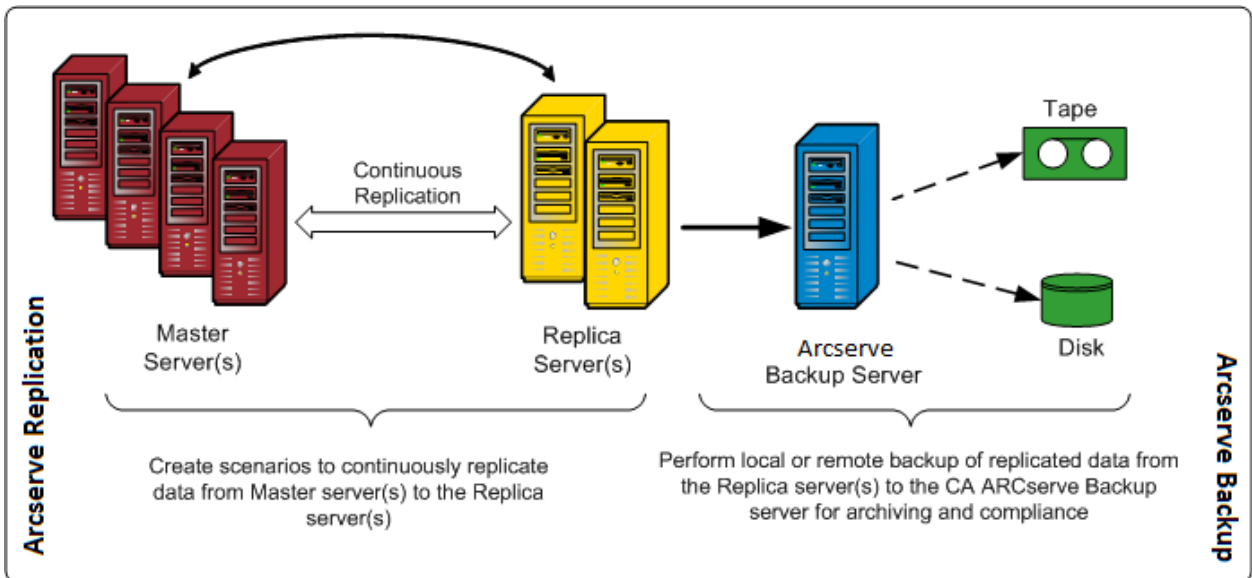 Tape
Continuous
Replication
Master
Server(s)
Replica
Server(s)
Arcserve
Backup Server
Disk
Arcserve Replication
Arcserve Backup
Create scenarios to continuously replicate
data from Master server(s) to the Replica
server(s)
Perform local or remote backup of replicated data from
the Replica server(s) to the CA ARCserve Backup
server for archiving and compliance